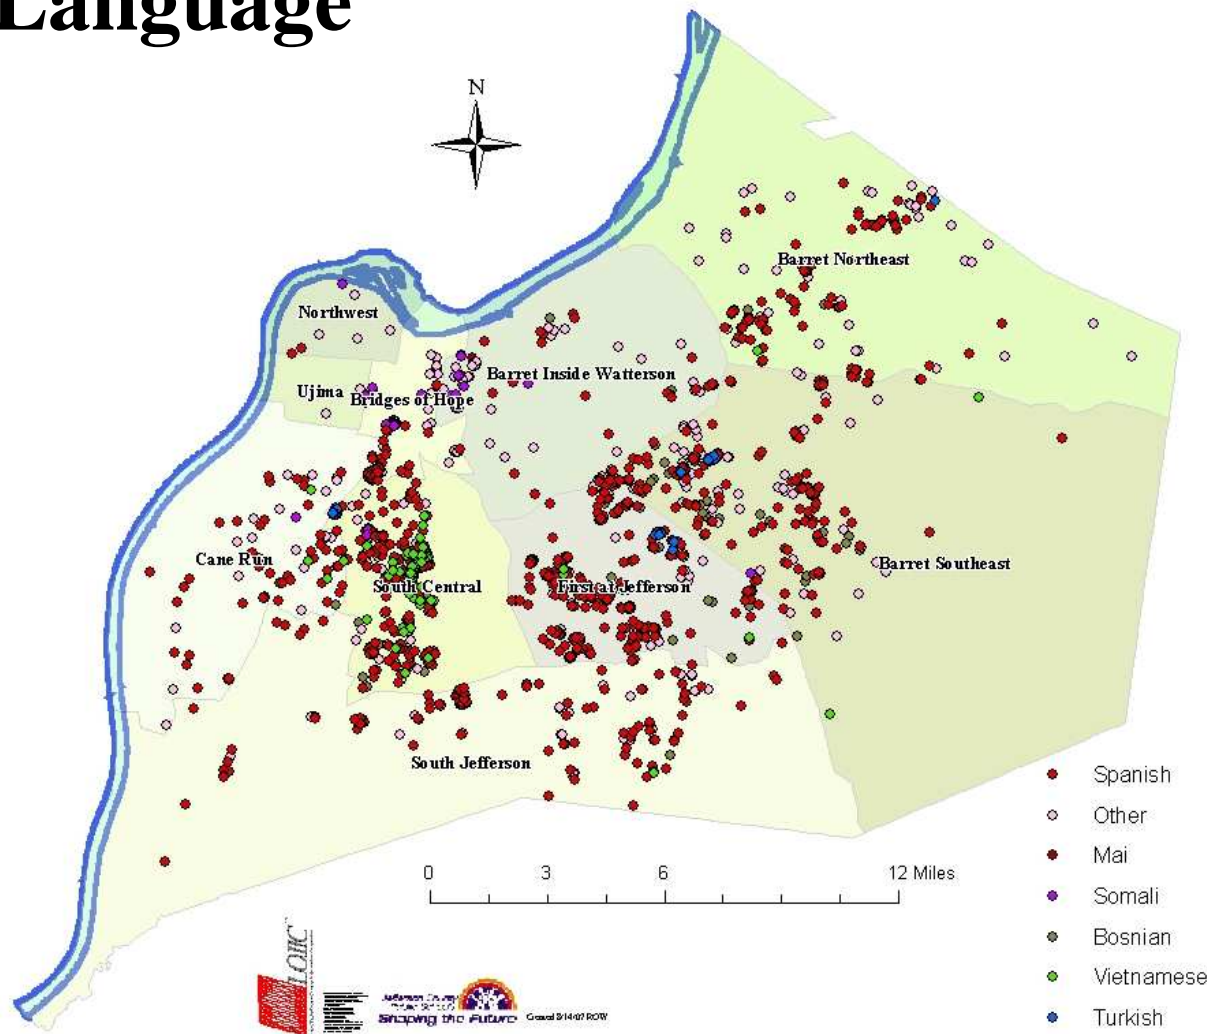 Language
N
Barret Northeast
Northwest
Barret Inside Watterson
Ujima
Bridges of Hope
Cane Run
South Central
First at Jefferson
Barret Southeast
South Jefferson
Spanish
Other
Mai
Somali
Bosnian
Vietnamese
Turkish
0 3 6 12 Miles
LOJIC
Shaping the Future